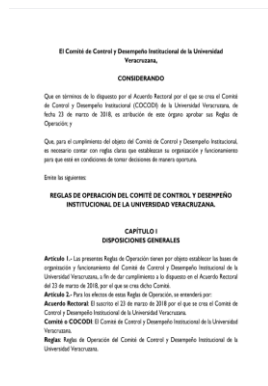 El Comité de Control y Desempeño Institucional de la Universidad
Veracruzana,
CONSIDERANDO
Que en términos de lo dispuesto por el Acuerdo Rectoral por el que se crea el Comité
de Control y Desempeño Institucional (COCODI) de la Universidad Veracruzana, de
fecha 23 de marzo de 2018, es atribución de este órgano aprobar sus Reglas de
Operación; y
Que, para el cumplimiento del objeto del Comité de Control y Desempeño Institucional,
es necesario contar con reglas claras que establezcan su organización y funcionamiento
para que esté en condiciones de tomar decisiones de manera oportuna.
Emite las siguientes:
REGLAS DE OPERACIÓN DEL COMITÉ DE CONTROL Y DESEMPEÑO
INSTITUCIONAL DE LA UNIVERSIDAD VERACRUZANA.
CAPÍTULO I
DISPOSICIONES GENERALES
Artículo 1.- Las presentes Reglas de Operación tienen por objeto establecer las bases de
organización y funcionamiento del Comité de Control y Desempeño Institucional de la
Universidad Veracruzana, a fin de dar cumplimiento a lo dispuesto en el Acuerdo Rectoral
del 23 de marzo de 2018, por el que se crea dicho Comité.
Artículo 2.- Para los efectos de estas Reglas de Operación, se entenderá por:
Acuerdo Rectoral: El suscrito el 23 de marzo de 2018 por el que se crea el Comité de
Control y Desempeño Institucional de la Universidad Veracruzana.
Comité o COCODI: El Comité de Control y Desempeño Institucional de la Universidad
Veracruzana.
Reglas: Reglas de Operación del Comité de Control y Desempeño Institucional de la
Universidad Veracruzana.